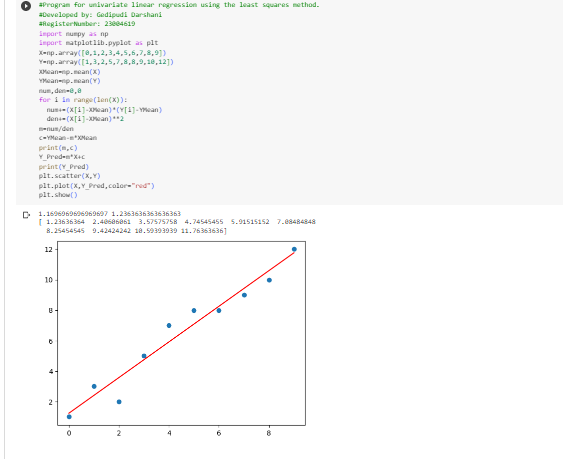 #Program for univariate linear regression using the least squares method.
#Developed by: Gedipudi Darshani
#RegisterNumber: 23004619
import numpy as np
import matplotlib.pyplot as plt
X=np.array([0,1,2,3,4,5,6,7,8,9])
Y=np.array([1,3,2,5,7,8,8,9,10,12])
XMean=np.mean(X)
YMean=np.mean(Y)
num,den=0,0
for i in range(len(X)):
  num+=(X[i]-XMean)*(Y[i]-YMean)
  den+=(X[i]-XMean)**2
m=num/den
c=YMean-m*XMean
print(m,c)
Y_Pred=m*X+c
print(Y_Pred)
plt.scatter(X,Y)
plt.plot(X,Y_Pred,color="red")
plt.show()
1.1696969696969697 1.2363636363636363
[ 1.23636364  2.40606061  3.57575758  4.74545455  5.91515152  7.08484848
  8.25454545  9.42424242 10.59393939 11.76363636]
12
10
8
6
4
2
0 2 4 6 8